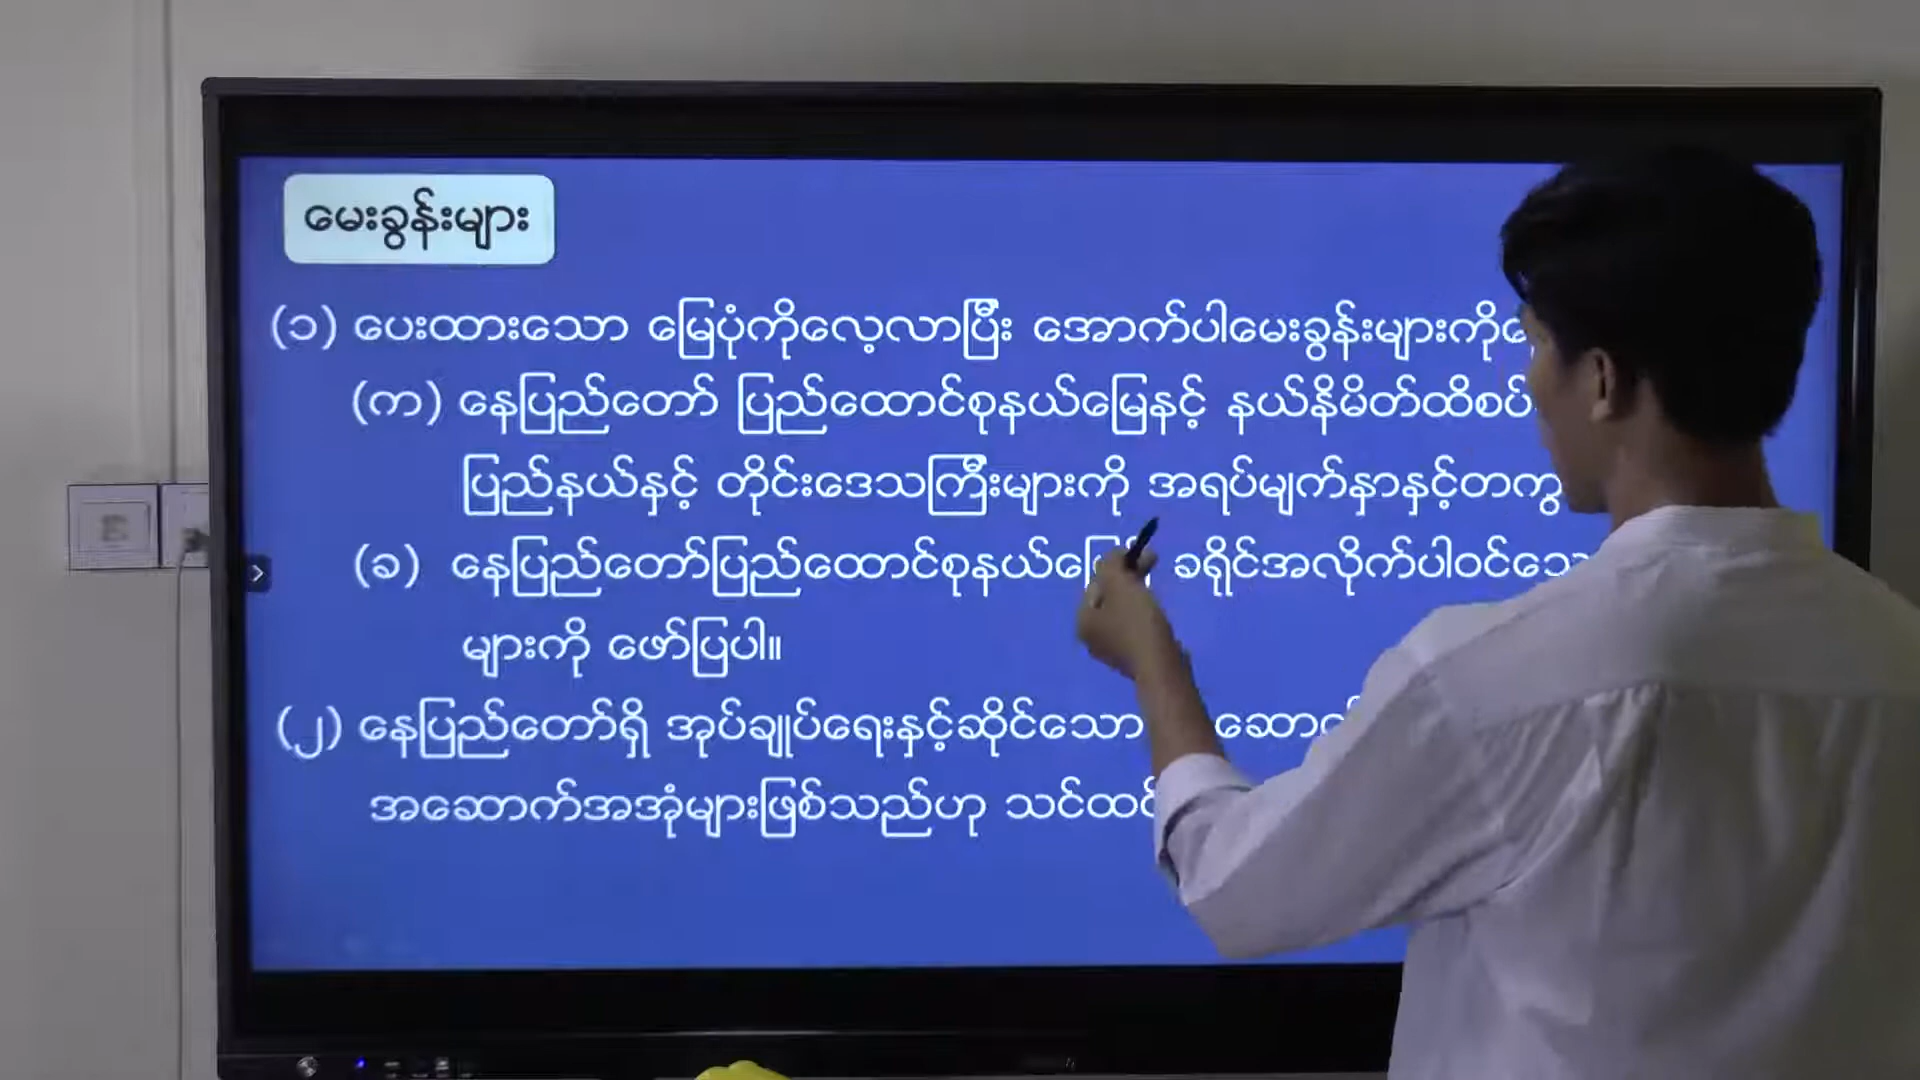 မေးခွန်းများ
(၁) ပေးထားသော မြေပုံကိုလေ့လာပြီး အောက်ပါမေးခွန်းများကို
(က) နေပြည်တော် ပြည်ထောင်စုနယ်မြေနှင့် နယ်နိမိတ်ထိစပ်
ပြည်နယ်နှင့် တိုင်းဒေသကြီးများကို အရပ်မျက်နှာနှင့်တကွ
(ခ) နေပြည်တော်ပြည်ထောင်စုနယ်မြေ ခရိုင်အလိုက်ပါဝင်သော
များကို ဖော်ပြပါ။
(၂) နေပြည်တော်ရှိ အုပ်ချုပ်ရေးနှင့်ဆိုင်သော
အဆောက်အအုံများဖြစ်သည်ဟု